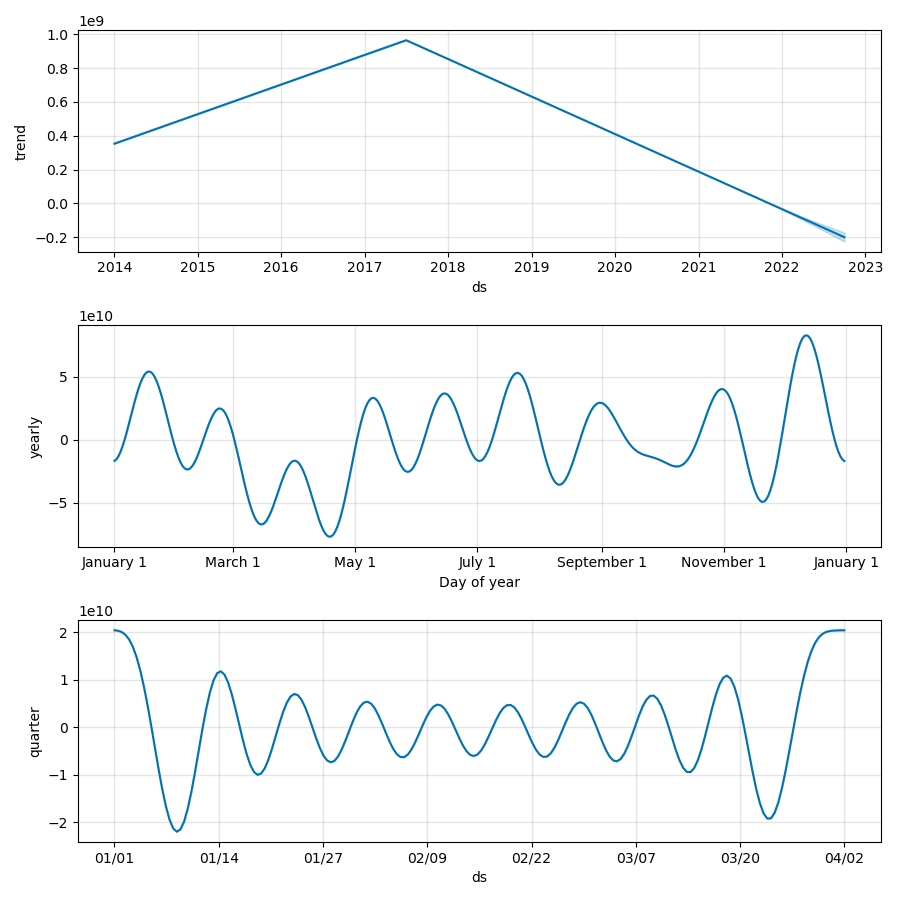 1e9
1.0
0.8
0.6
0.4
0.2
0.0
−0.2
trend
2014 2015 2016 2017 2018 2019 2020 2021 2022 2023
ds
1e10
5
0
−5
yearly
January 1 March 1 May 1 July 1 September 1 November 1 January 1
Day of year
1e10
2
1
0
−1
−2
quarter
01/01 01/14 01/27 02/09 02/22 03/07 03/20 04/02
ds